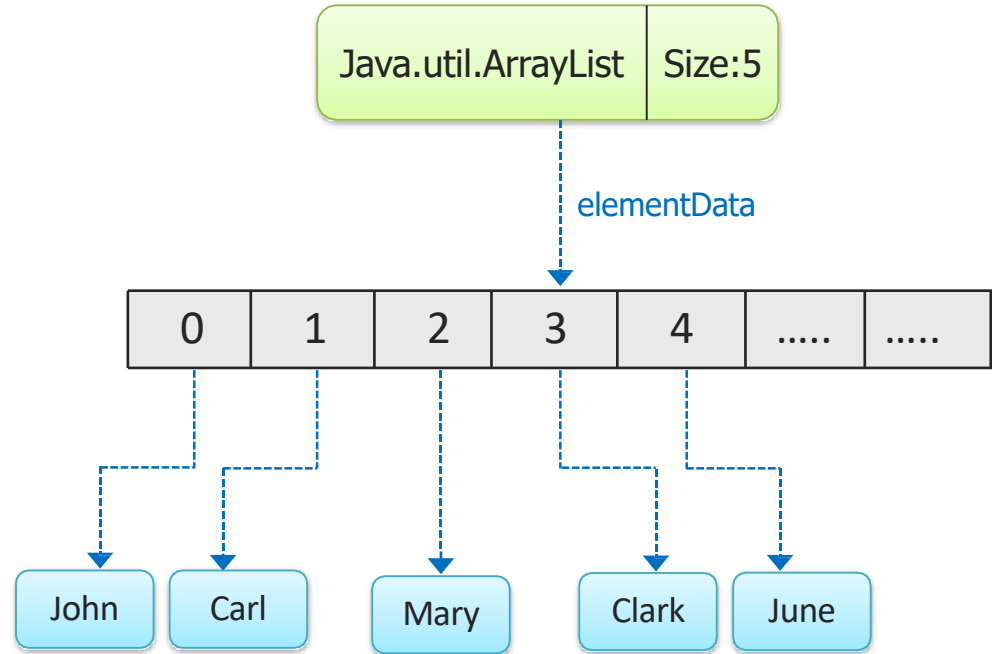 Java.util.ArrayList Size:5
elementData
0 1 2 3 4 ..... .....
John Carl Mary Clark June